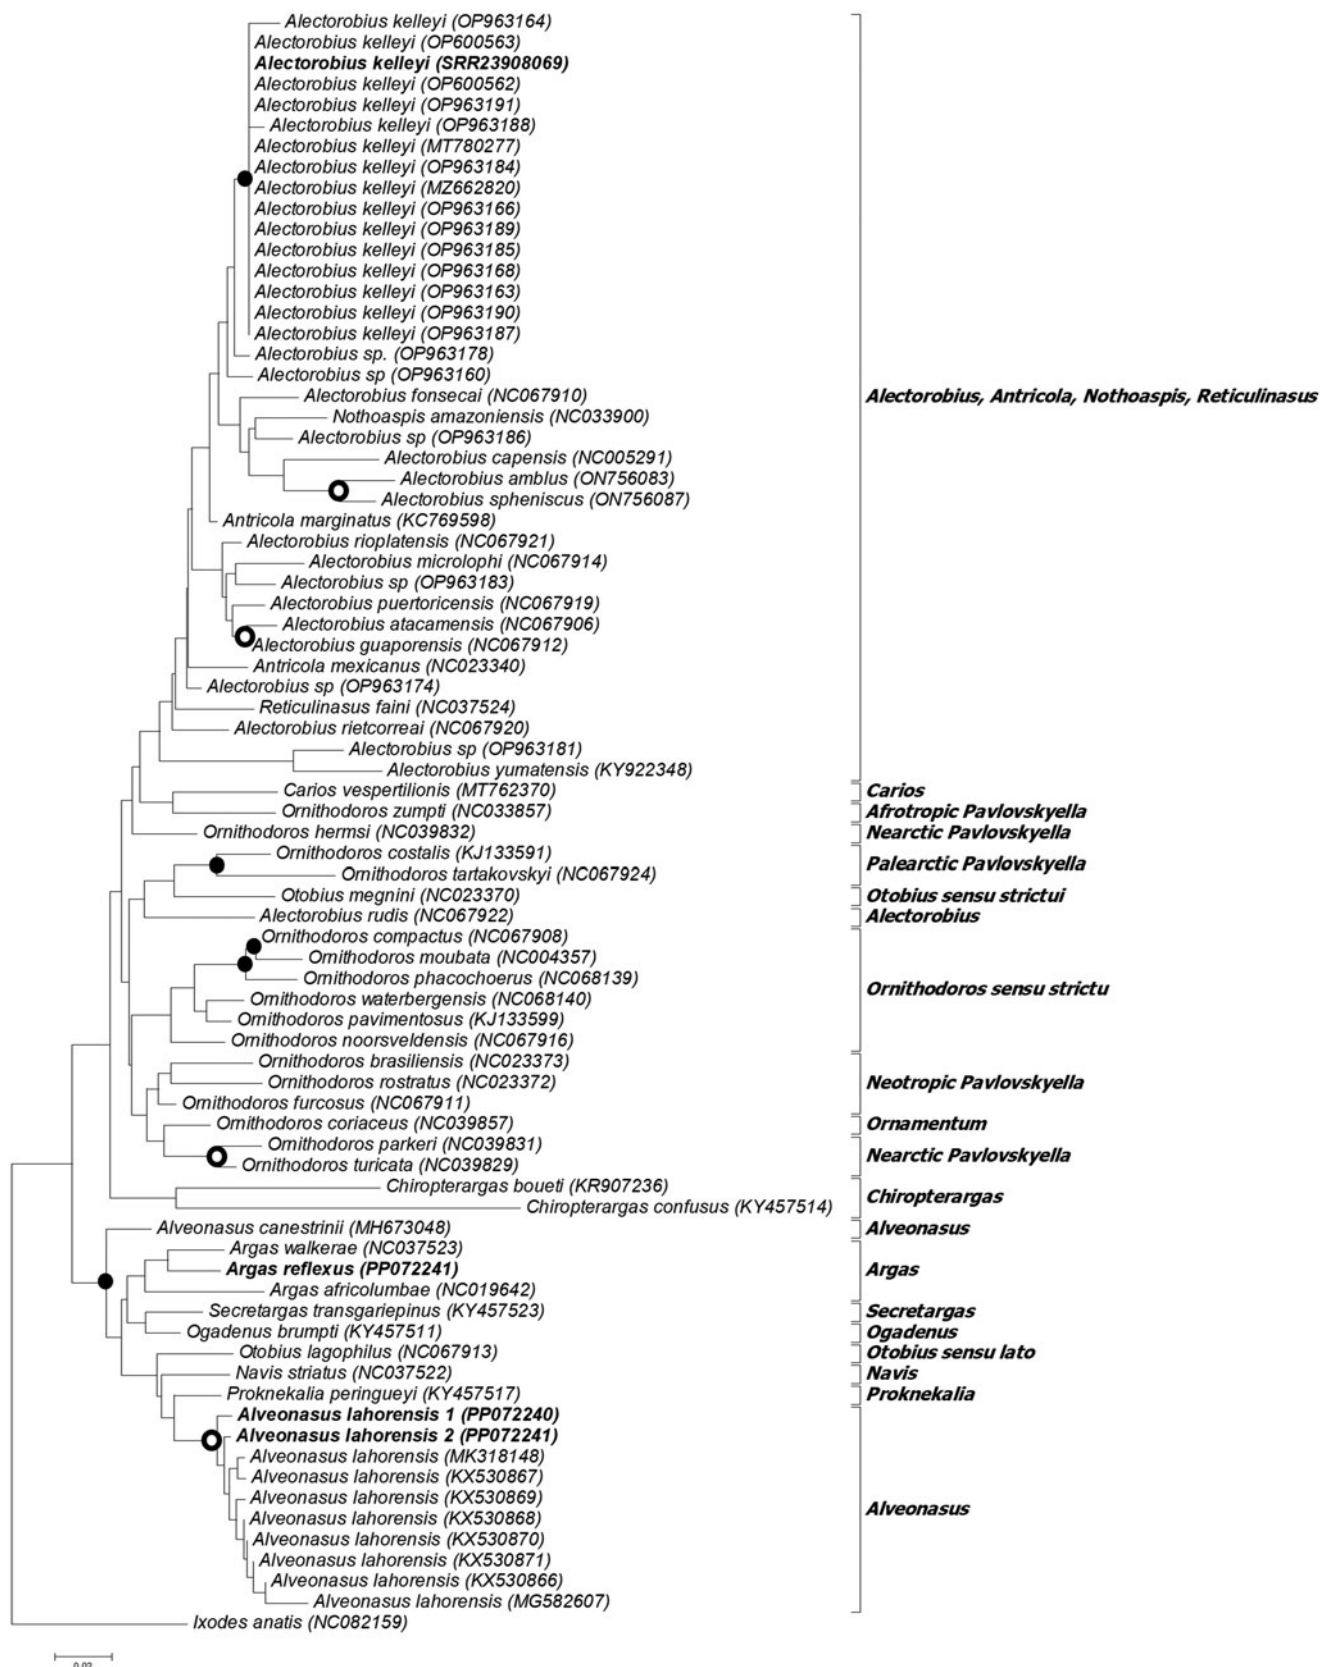 Alectorobius kelleyi (OP963164)
Alectorobius kelleyi (OP600563)
Alectorobius kelleyi (SRR23908069)
Alectorobius kelleyi (OP600562)
Alectorobius kelleyi (OP963191)
Alectorobius kelleyi (OP963188)
Alectorobius kelleyi (MT780277)
Alectorobius kelleyi (OP963184)
Alectorobius kelleyi (MZ662820)
Alectorobius kelleyi (OP963166)
Alectorobius kelleyi (OP963189)
Alectorobius kelleyi (OP963185)
Alectorobius kelleyi (OP963168)
Alectorobius kelleyi (OP963163)
Alectorobius kelleyi (OP963190)
Alectorobius kelleyi (OP963187)
Alectorobius sp. (OP963178)
Alectorobius sp (OP963160)
Alectorobius fonsecai (NC067910)
Alectorobius, Antricola, Nothoaspis, Reticulinasus
Nothoaspis amazoniensis (NC033900)
Alectorobius sp (OP963186)
Alectorobius capensis (NC005291)
Alectorobius amblus (ON756083)
Alectorobius spheniscus (ON756087)
Antricola marginatus (KC769598)
Alectorobius rioplatensis (NC067921)
Alectorobius microlophi (NC067914)
Alectorobius sp (OP963183)
Alectorobius puertoricensis (NC067919)
Alectorobius atacamensis (NC067906)
Alectorobius guaporensis (NC067912)
Antricola mexicanus (NC023340)
Alectorobius sp (OP963174)
Reticulinasus faini (NC037524)
Alectorobius rietcorreai (NC067920)
Alectorobius sp (OP963181)
Alectorobius yumatensis (KY922348)
Carios vespertilionis (MT762370)
Carios
Ornithodoros zumpti (NC033857)
Afrotropic Pavlovskyella
Ornithodoros hermsi (NC039832)
Nearctic Pavlovskyella
Ornithodoros costalis (KJ133591)
Palearctic Pavlovskyella
Ornithodoros tartakovskyi (NC067924)
Otobius megnini (NC023370)
Otobius sensu strictui
Alectorobius rudis (NC067922)
Alectorobius
Ornithodoros compactus (NC067908)
Ornithodoros moubata (NC004357)
Ornithodoros phacochoerus (NC068139)
Ornithodoros sensu strictu
Ornithodoros waterbergensis (NC068140)
Ornithodoros pavimentosus (KJ133599)
Ornithodoros noorsveldensis (NC067916)
Ornithodoros brasiliensis (NC023373)
Ornithodoros rostratus (NC023372)
Neotropic Pavlovskyella
Ornithodoros furcosus (NC067911)
Ornithodoros coriaceus (NC039857)
Ornamentum
Ornithodoros parkeri (NC039831)
Nearctic Pavlovskyella
Ornithodoros turicata (NC039829)
Chiropterargas boueti (KR907236)
Chiropterargas
Chiropterargas confusus (KY457514)
Alveonasus canestrinii (MH673048)
Alveonasus
Argas walkerae (NC037523)
Argas reflexus (PP072241)
Argas
Argas africolumbae (NC019642)
Secretargas transgariepinus (KY457523)
Secretargas
Ogadenus brumpti (KY457511)
Ogadenus
Otobius lagophilus (NC067913)
Otobius sensu lato
Navis striatus (NC037522)
Navis
Proknekalia peringueyi (KY457517)
Proknekalia
Alveonasus lahorensis 1 (PP072240)
Alveonasus lahorensis 2 (PP072241)
Alveonasus lahorensis (MK318148)
Alveonasus lahorensis (KX530867)
Alveonasus lahorensis (KX530869)
Alveonasus
Alveonasus lahorensis (KX530868)
Alveonasus lahorensis (KX530870)
Alveonasus lahorensis (KX530871)
Alveonasus lahorensis (KX530866)
Alveonasus lahorensis (MG582607)
Ixodes anatis (NC082159)